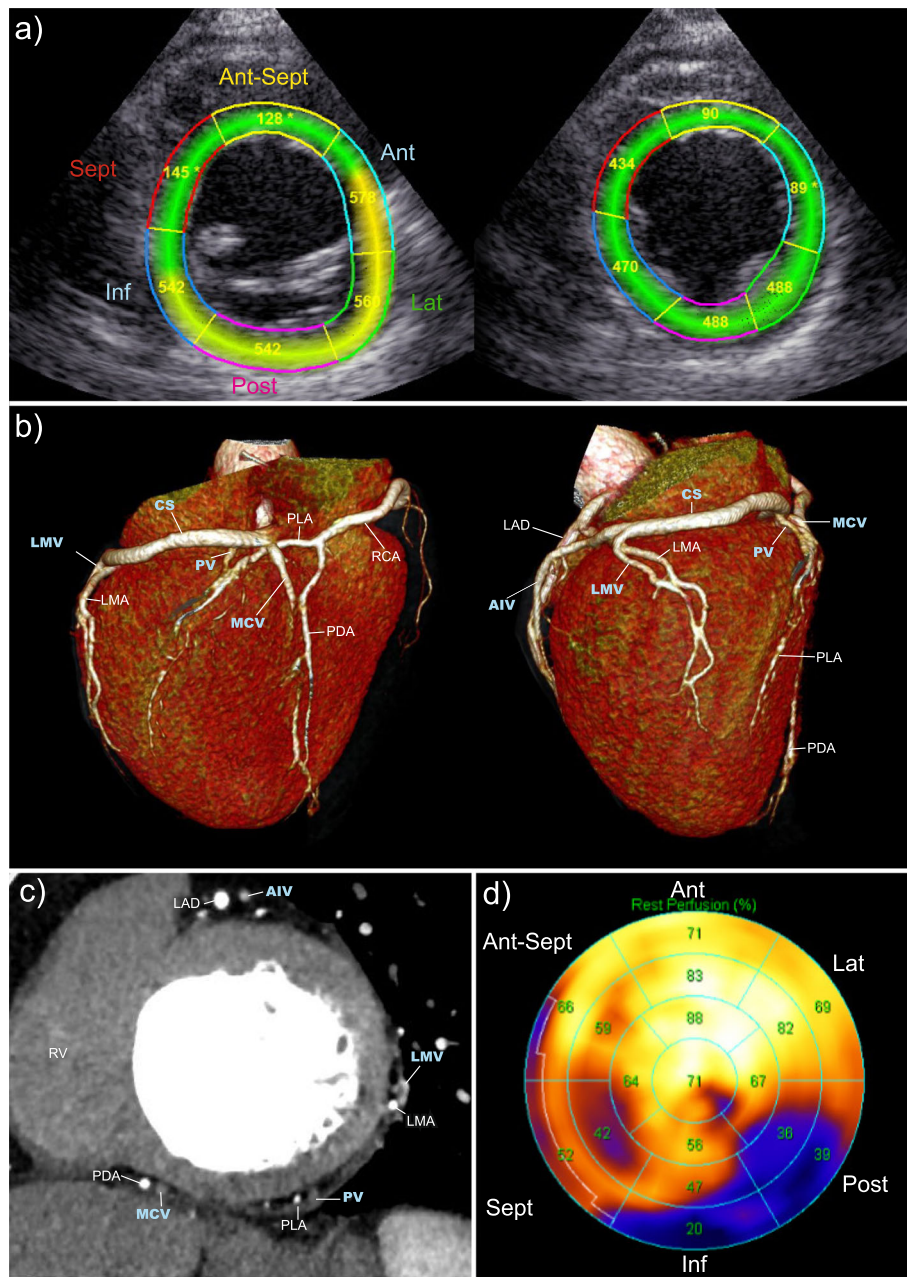 a)
Ant-Sept
128 *
90
Ant
Sept
145 *
434
578
89 *
Inf
542
560
Lat
470
488
542
488
Post
b)
CS
PLA
LMV
PV
RCA
LMA
MCV
PDA
CS
LAD
MCV
LMA
PV
LMV
AIV
PLA
PDA
c)
AIV
LAD
RV
LMV
LMA
PDA
MCV
PV
PLA
d)
Ant
Rest Perfusion (%)
Ant-Sept
Lat
71
83
66
69
59
88
82
64
71
67
42
36
52
56
39
47
20
Sept
Post
Inf